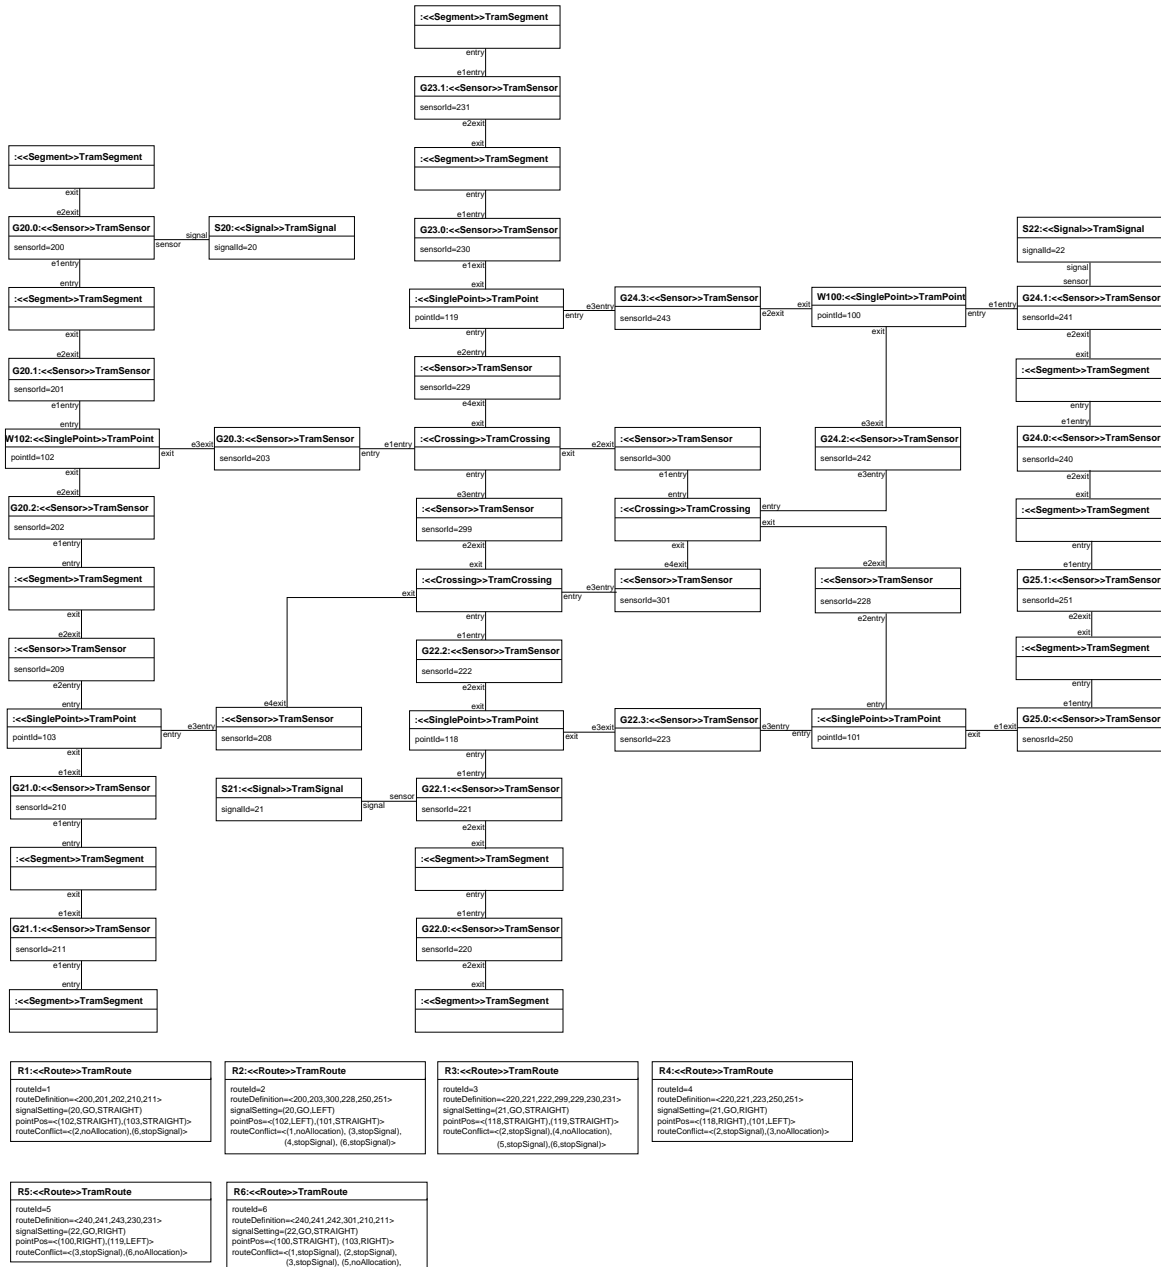 :<<Segment>>TramSegment
entry
e1entry
G23.1:<<Sensor>>TramSensor
sensorId=231
e2exit
exit
:<<Segment>>TramSegment
exit
e2exit
:<<Segment>>TramSegment
entry
e1entry
G20.0:<<Sensor>>TramSensor
sensorId=200
signal
sensor
S20:<<Signal>>TramSignal
signalId=20
G23.0:<<Sensor>>TramSensor
sensorId=230
S22:<<Signal>>TramSignal
signalId=22
e1entry
entry
e1exit
exit
signal
sensor
:<<Segment>>TramSegment
exit
e2exit
:<<SinglePoint>>TramPoint
pointId=119
e3entry
entry
G24.3:<<Sensor>>TramSensor
sensorId=243
exit
e2exit
W100:<<SinglePoint>>TramPoint
pointId=100
e1entry
entry
G24.1:<<Sensor>>TramSensor
sensorId=241
entry
e2entry
exit
e2exit
exit
G20.1:<<Sensor>>TramSensor
sensorId=201
:<<Sensor>>TramSensor
sensorId=229
:<<Segment>>TramSegment
e1entry
entry
e4exit
exit
e3exit
entry
e1entry
W102:<<SinglePoint>>TramPoint
pointId=102
e3exit
exit
G20.3:<<Sensor>>TramSensor
sensorId=203
e1entry
entry
:<<Crossing>>TramCrossing
e2exit
exit
:<<Sensor>>TramSensor
sensorId=300
G24.2:<<Sensor>>TramSensor
sensorId=242
G24.0:<<Sensor>>TramSensor
sensorId=240
exit
e2exit
entry
e3entry
e1entry
entry
e3entry
e2exit
exit
G20.2:<<Sensor>>TramSensor
sensorId=202
:<<Sensor>>TramSensor
sensorId=299
:<<Crossing>>TramCrossing
entry
exit
:<<Segment>>TramSegment
e1entry
entry
e2exit
exit
exit
e4exit
e2exit
entry
e1entry
:<<Segment>>TramSegment
:<<Crossing>>TramCrossing
exit
e3entry
entry
:<<Sensor>>TramSensor
sensorId=301
:<<Sensor>>TramSensor
sensorId=228
G25.1:<<Sensor>>TramSensor
sensorId=251
exit
e2exit
entry
e1entry
e2entry
e2exit
exit
:<<Sensor>>TramSensor
sensorId=209
G22.2:<<Sensor>>TramSensor
sensorId=222
:<<Segment>>TramSegment
e2entry
entry
e4exit
e2exit
exit
entry
entry
e1entry
:<<SinglePoint>>TramPoint
pointId=103
e3entry
entry
:<<Sensor>>TramSensor
sensorId=208
:<<SinglePoint>>TramPoint
pointId=118
e3exit
exit
G22.3:<<Sensor>>TramSensor
sensorId=223
e3entry
entry
:<<SinglePoint>>TramPoint
pointId=101
e1exit
exit
G25.0:<<Sensor>>TramSensor
senosrId=250
exit
e1exit
entry
e1entry
G21.0:<<Sensor>>TramSensor
sensorId=210
S21:<<Signal>>TramSignal
signalId=21
sensor
signal
G22.1:<<Sensor>>TramSensor
sensorId=221
e1entry
entry
e2exit
exit
:<<Segment>>TramSegment
:<<Segment>>TramSegment
exit
e1exit
entry
e1entry
G21.1:<<Sensor>>TramSensor
sensorId=211
G22.0:<<Sensor>>TramSensor
sensorId=220
e1entry
entry
e2exit
exit
:<<Segment>>TramSegment
:<<Segment>>TramSegment
R1:<<Route>>TramRoute
routeId=1
routeDefinition=<200,201,202,210,211>
signalSetting=(20,GO,STRAIGHT)
pointPos=<(102,STRAIGHT),(103,STRAIGHT)>
routeConflict=<(2,noAllocation),(6,stopSignal)>
R2:<<Route>>TramRoute
routeId=2
routeDefinition=<200,203,300,228,250,251>
signalSetting=(20,GO,LEFT)
pointPos=<(102,LEFT),(101,STRAIGHT)>
routeConflict=<(1,noAllocation), (3,stopSignal),
(4,stopSignal), (6,stopSignal)>
R3:<<Route>>TramRoute
routeId=3
routeDefinition=<220,221,222,299,229,230,231>
signalSetting=(21,GO,STRAIGHT)
pointPos=<(118,STRAIGHT),(119,STRAIGHT)>
routeConflict=<(2,stopSignal),(4,noAllocation),
(5,stopSignal),(6,stopSignal)>
R4:<<Route>>TramRoute
routeId=4
routeDefinition=<220,221,223,250,251>
signalSetting=(21,GO,RIGHT)
pointPos=<(118,RIGHT),(101,LEFT)>
routeConflict=<(2,stopSignal),(3,noAllocation)>
R5:<<Route>>TramRoute
routeId=5
routeDefinition=<240,241,243,230,231>
signalSetting=(22,GO,RIGHT)
pointPos=<(100,RIGHT),(119,LEFT)>
routeConflict=<(3,stopSignal),(6,noAllocation)>
R6:<<Route>>TramRoute
routeId=6
routeDefinition=<240,241,242,301,210,211>
signalSetting=(22,GO,STRAIGHT)
pointPos=<(100,STRAIGHT), (103,RIGHT)>
routeConflict=<(1,stopSignal), (2,stopSignal),
(3,stopSignal), (5,noAllocation),